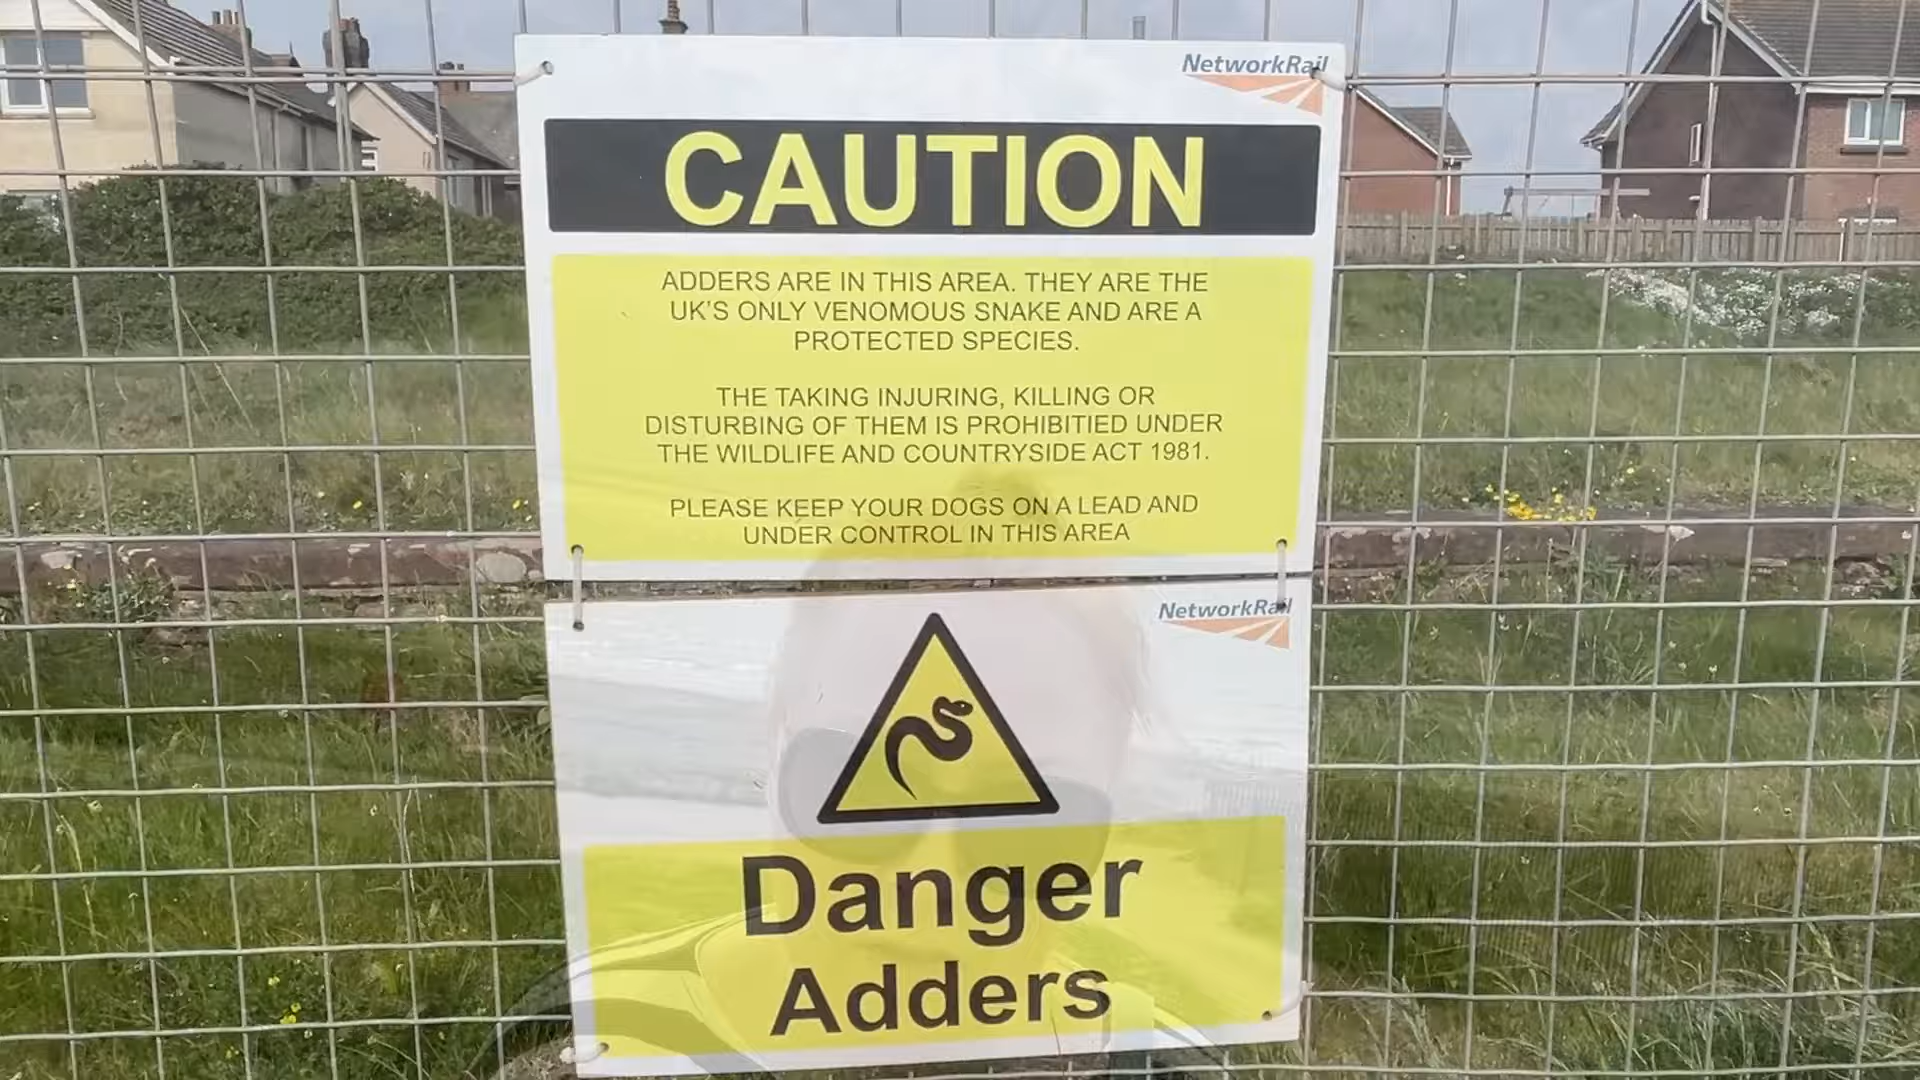 NetworkRail
CAUTION
ADDERS ARE IN THIS AREA. THEY ARE THE
UK'S ONLY VENOMOUS SNAKE AND ARE A
PROTECTED SPECIES.
THE TAKING INJURING, KILLING OR
DISTURBING OF THEM IS PROHIBITIED UNDER
THE WILDLIFE AND COUNTRYSIDE ACT 1981.
PLEASE KEEP YOUR DOGS ON A LEAD AND
UNDER CONTROL IN THIS AREA
NetworkRail
Danger
Adders